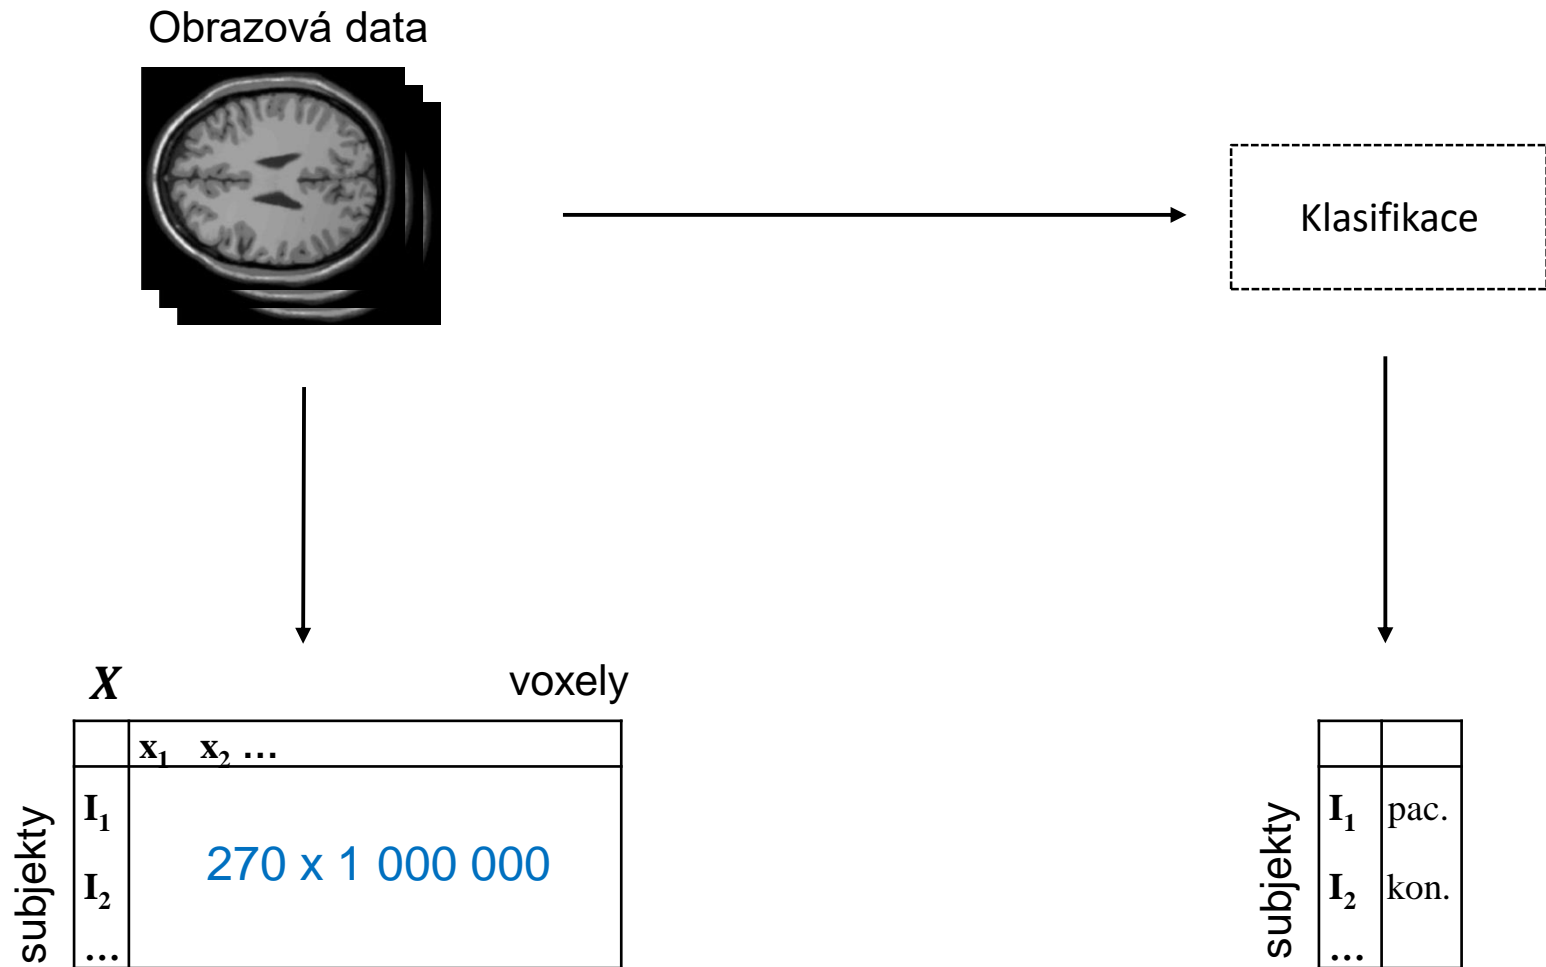 Obrazová data
Klasifikace
X
voxely
x1 x2 …
subjekty
I1
270 x 1 000 000
I2
…
subjekty
I1 pac.
I2 kon.
…